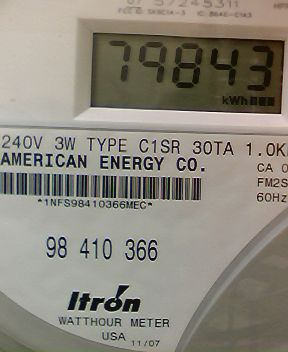 57245311
79843
kWh
240V 3W TYPE C1SR 30TA 1.0K
AMERICAN ENERGY CO.
CA 0
FM2S
60Hz
*1NFS98410366MEC*
98 410 366
Itron
WATTHOUR METER
USA 11/07